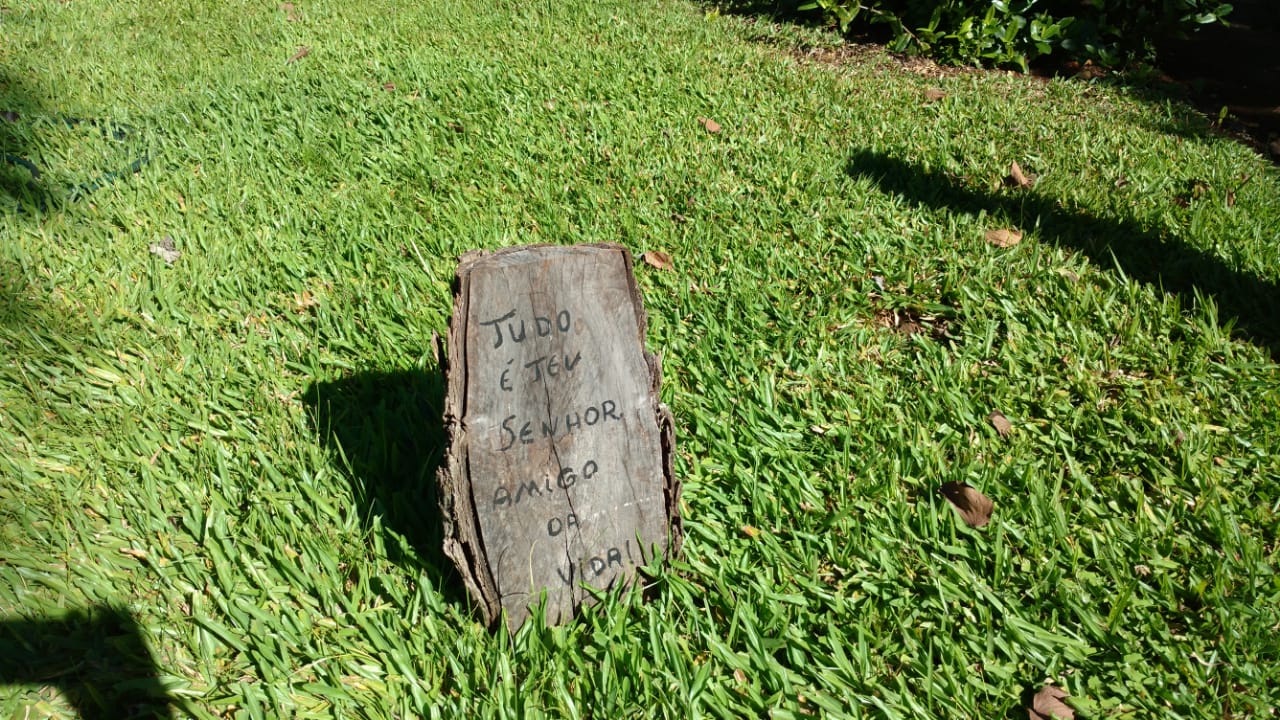 TUDO
É TEU
SENHOR.
AMIGO
DA
ViDA!